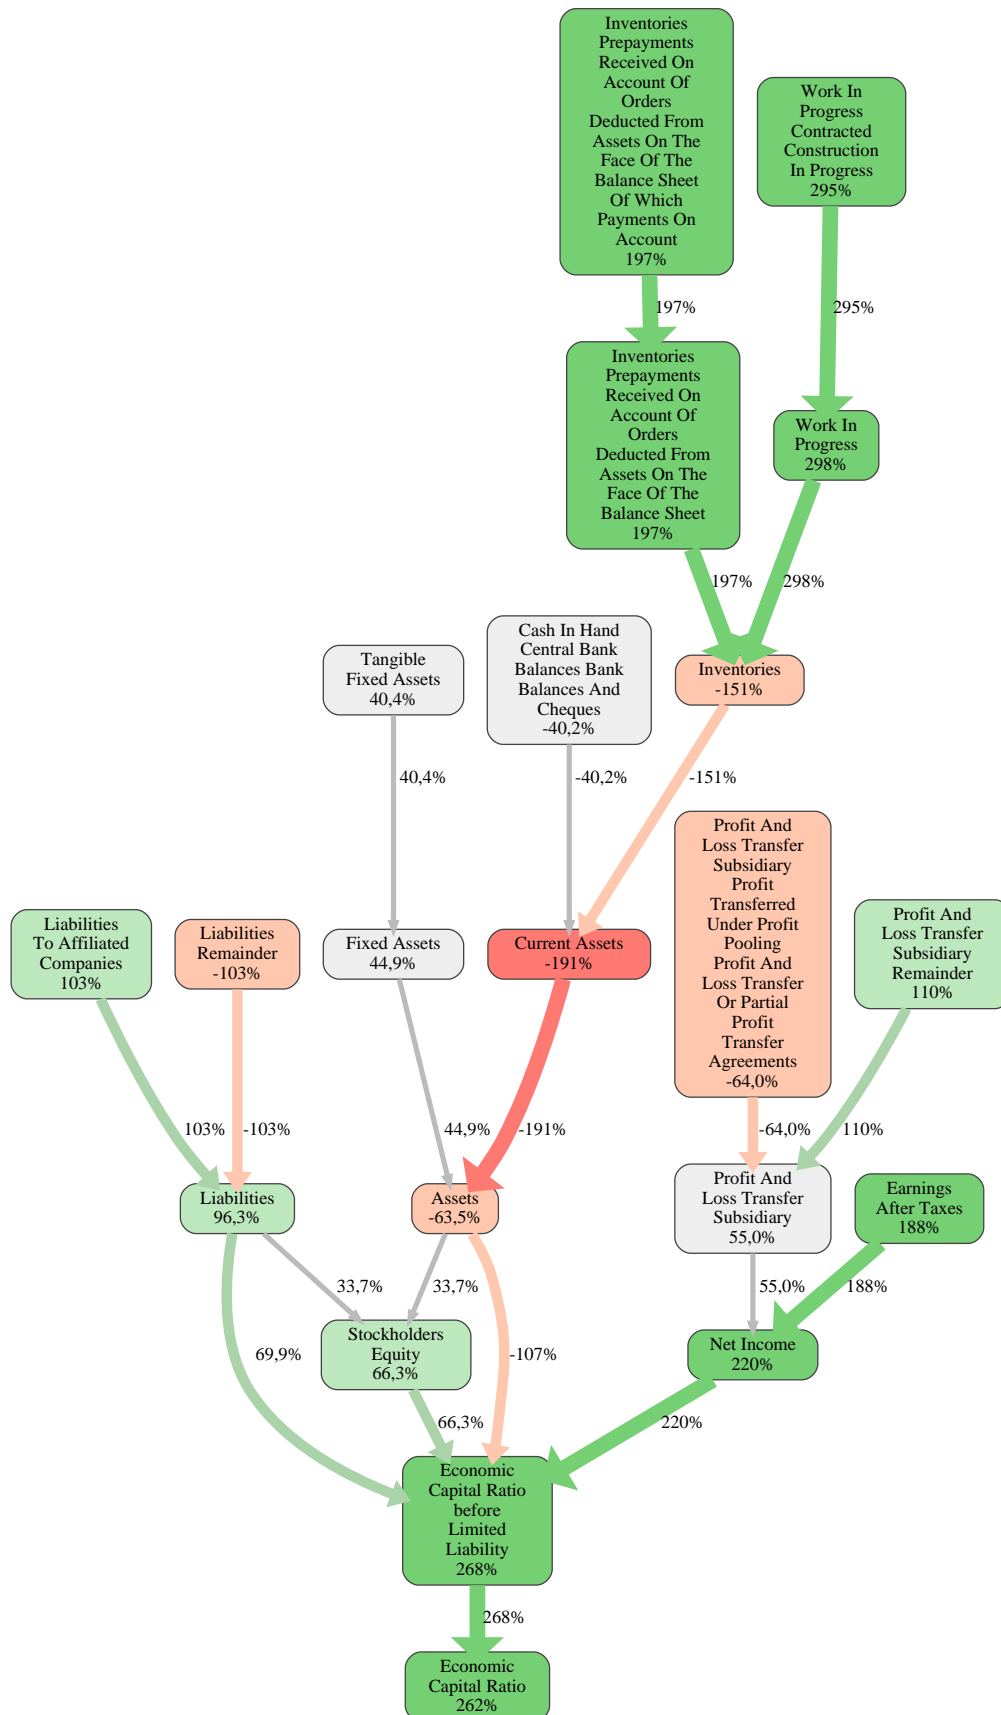 Inventories
Prepayments
Received On
Account Of
Orders
Deducted From
Assets On The
Face Of The
Balance Sheet
Of Which
Payments On
Account
197%
Work In
Progress
Contracted
Construction
In Progress
295%
197%
295%
Inventories
Prepayments
Received On
Account Of
Orders
Deducted From
Assets On The
Face Of The
Balance Sheet
197%
Work In
Progress
298%
197%
298%
Tangible
Fixed Assets
40,4%
Cash In Hand
Central Bank
Balances Bank
Balances And
Cheques
-40,2%
Inventories
-151%
40,4%
-40,2%
-151%
Profit And
Loss Transfer
Subsidiary
Profit
Transferred
Under Profit
Pooling
Profit And
Loss Transfer
Or Partial
Profit
Transfer
Agreements
-64,0%
Liabilities
To Affiliated
Companies
103%
Liabilities
Remainder
-103%
Fixed Assets
44,9%
Current Assets
-191%
Profit And
Loss Transfer
Subsidiary
Remainder
110%
103%
-103%
44,9%
-191%
-64,0%
110%
Liabilities
96,3%
Assets
-63,5%
Profit And
Loss Transfer
Subsidiary
55,0%
Earnings
After Taxes
188%
33,7%
33,7%
55,0%
188%
Stockholders
Equity
66,3%
Net Income
220%
69,9%
-107%
66,3%
220%
Economic
Capital Ratio
before
Limited
Liability
268%
268%
Economic
Capital Ratio
262%